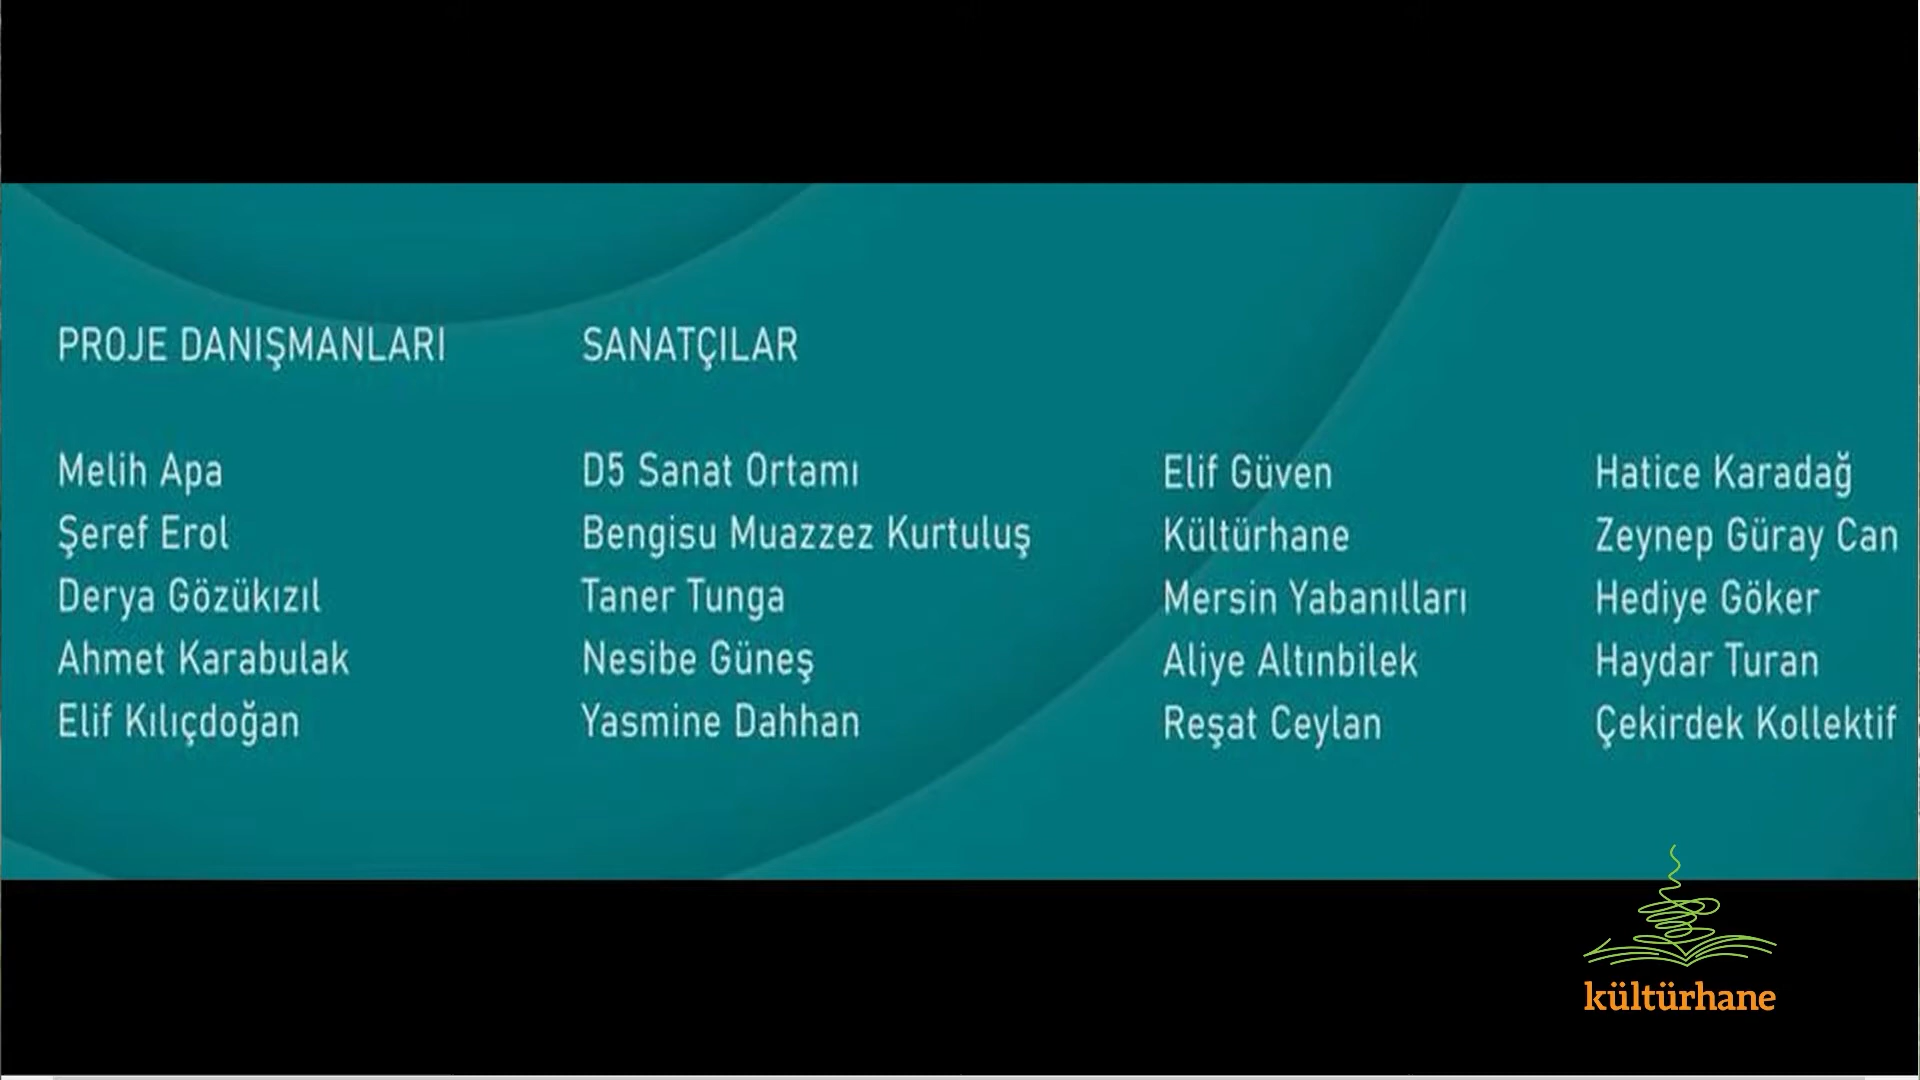 PROJE DANIŞMANLARI
Melih Apa
Şeref Erol
Derya Gözükızıl
Ahmet Karabulak
Elif Kılıçdoğan
SANATÇILAR
D5 Sanat Ortamı
Bengisu Muazzez Kurtuluş
Taner Tunga
Nesibe Güneş
Yasmine Dahhan
Elif Güven
Kültürhane
Mersin Yabanılları
Aliye Altınbilek
Reşat Ceylan
Hatice Karadağ
Zeynep Güray Can
Hediye Göker
Haydar Turan
Çekirdek Kollektif
kültürhane